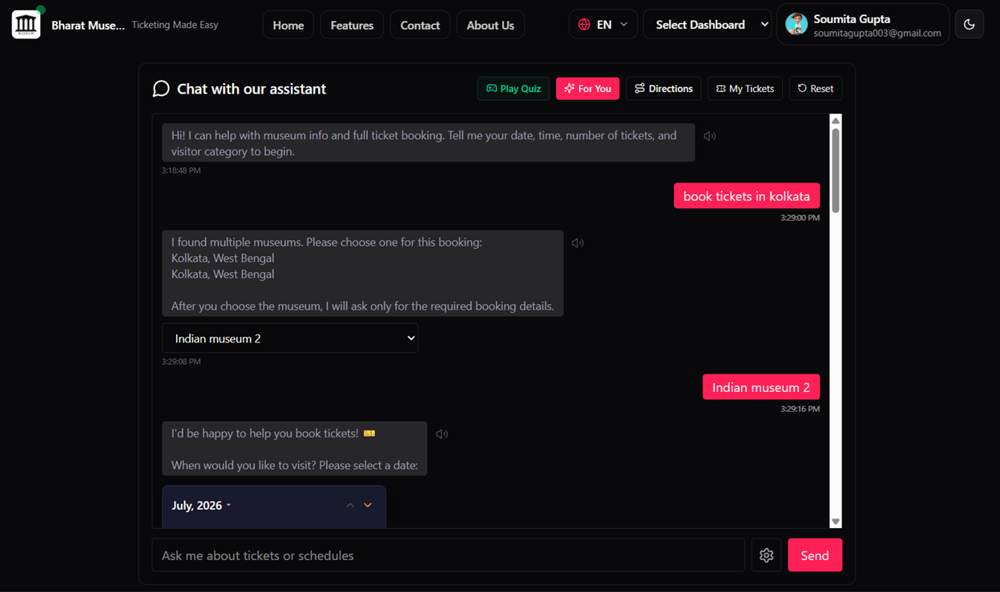 MUSEUM
Bharat Muse...
Ticketing Made Easy
Home
Features
Contact
About Us
EN
Select Dashboard
Soumita Gupta
soumitagupta003@gmail.com
Chat with our assistant
Play Quiz
For You
Directions
My Tickets
Reset
Hi! I can help with museum info and full ticket booking. Tell me your date, time, number of tickets, and
visitor category to begin.
3:18:48 PM
book tickets in kolkata
3:29:00 PM
I found multiple museums. Please choose one for this booking:
Kolkata, West Bengal
Kolkata, West Bengal
After you choose the museum, I will ask only for the required booking details.
Indian museum 2
3:29:08 PM
Indian museum 2
3:29:16 PM
I'd be happy to help you book tickets! 🎫
When would you like to visit? Please select a date:
July, 2026
Ask me about tickets or schedules
Send